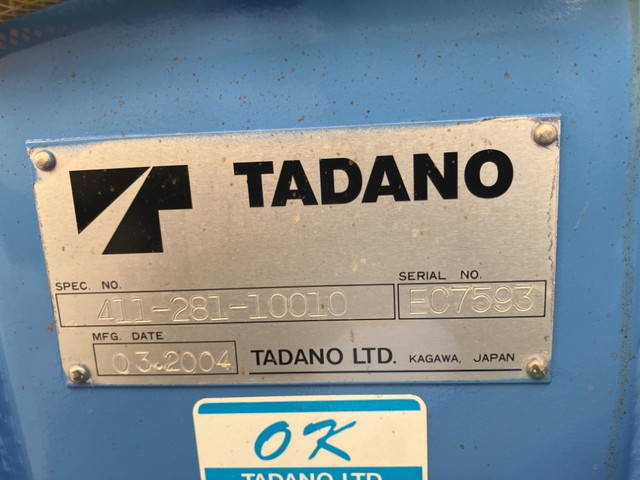 TADANO
SPEC. NO.
411-281-10010
SERIAL NO.
EC7593
MFG. DATE
03-2004
TADANO LTD. KAGAWA, JAPAN
OK
TADANO LTD